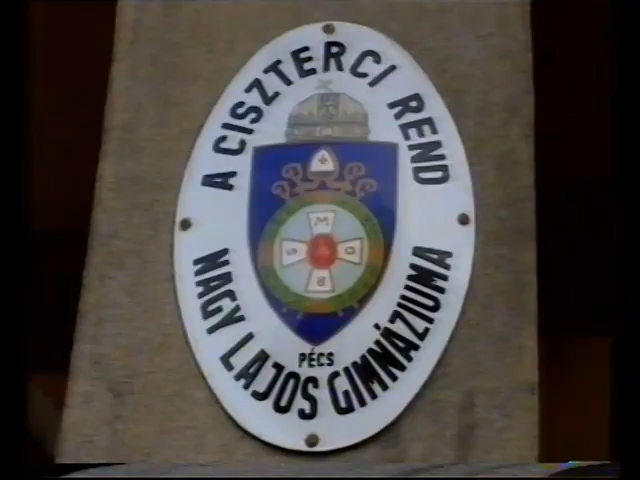 A CISZTERCI REND
NAGY LAJOS GIMNÁZIUMA
PÉCS
M
S A O
R